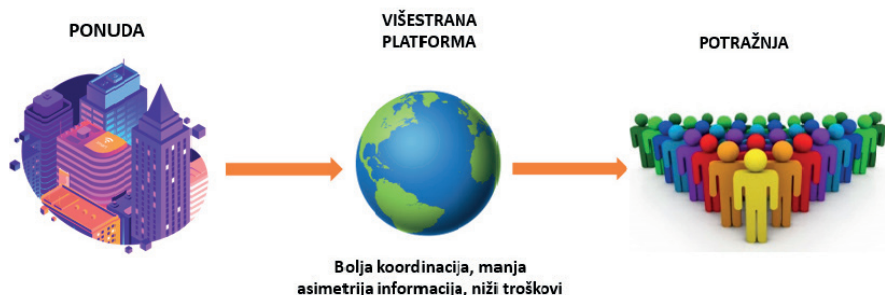 PONUDA
VIŠESTRANA
PLATFORMA
POTRAŽNJA
Bolja koordinacija, manja
asimetrija informacija, niži troškovi